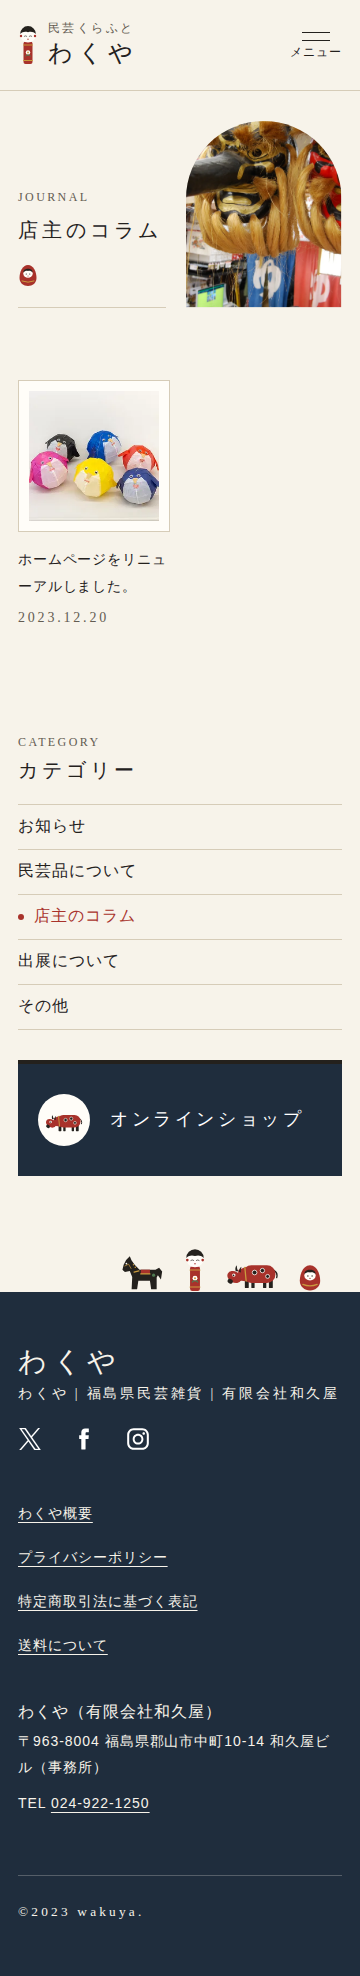 民芸くらふと
わくや
メニュー
JOURNAL
店主のコラム
ホームページをリニュ
ーアルしました。
2023.12.20
CATEGORY
カテゴリー
お知らせ
民芸品について
店主のコラム
出展について
その他
オンラインショップ
わくや
わくや｜福島県民芸雑貨｜有限会社和久屋
わくや概要
プライバシーポリシー
特定商取引法に基づく表記
送料について
わくや（有限会社和久屋）
〒963-8004 福島県郡山市中町10-14 和久屋ビ
ル（事務所）
TEL 024-922-1250
©2023 wakuya.